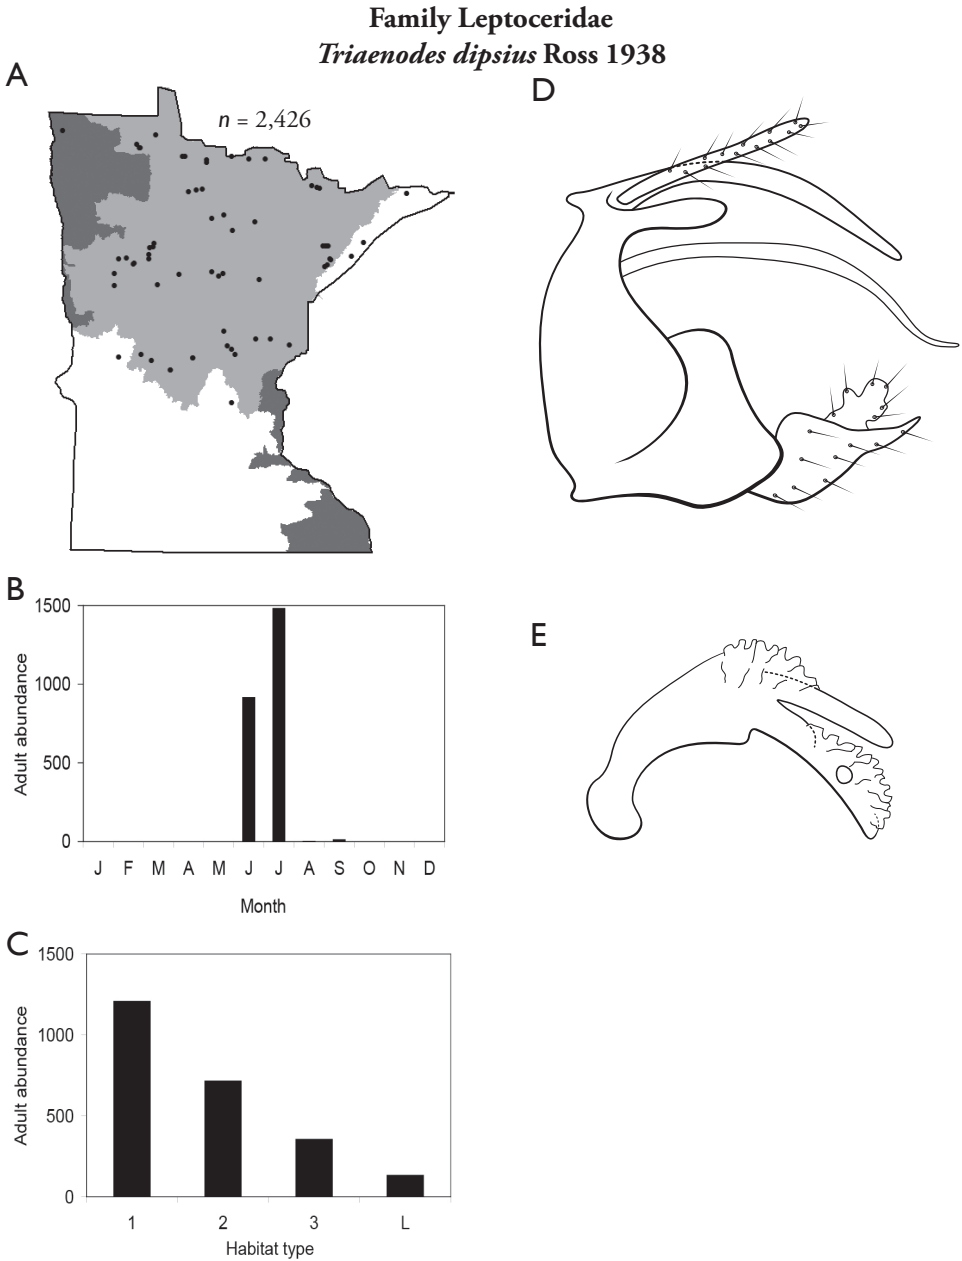 Family Leptoceridae
Triaenodes dipsius Ross 1938
A
n = 2,426
D
B
1500
1000
500
0
Adult abundance
J F M A M J J A S O N D
Month
E
C
1500
1000
500
0
Adult abundance
1 2 3 L
Habitat type